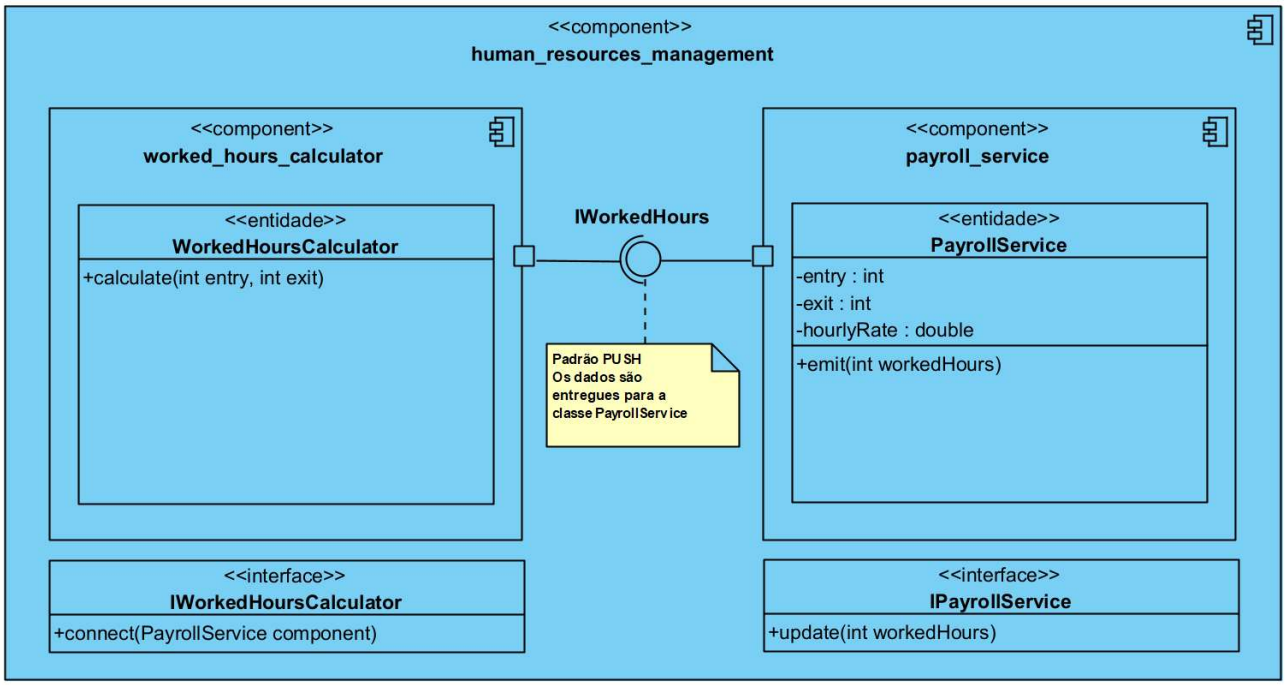 <<component>>
human_resources_management
<<component>>
worked_hours_calculator
<<entidade>>
WorkedHoursCalculator
+calculate(int entry, int exit)
IWorkedHours
Padrão PUSH
Os dados são
entregues para a
classe PayrollService
<<component>>
payroll_service
<<entidade>>
PayrollService
-entry : int
-exit : int
-hourlyRate : double
+emit(int workedHours)
<<interface>>
IWorkedHoursCalculator
+connect(PayrollService component)
<<interface>>
IPayrollService
+update(int workedHours)